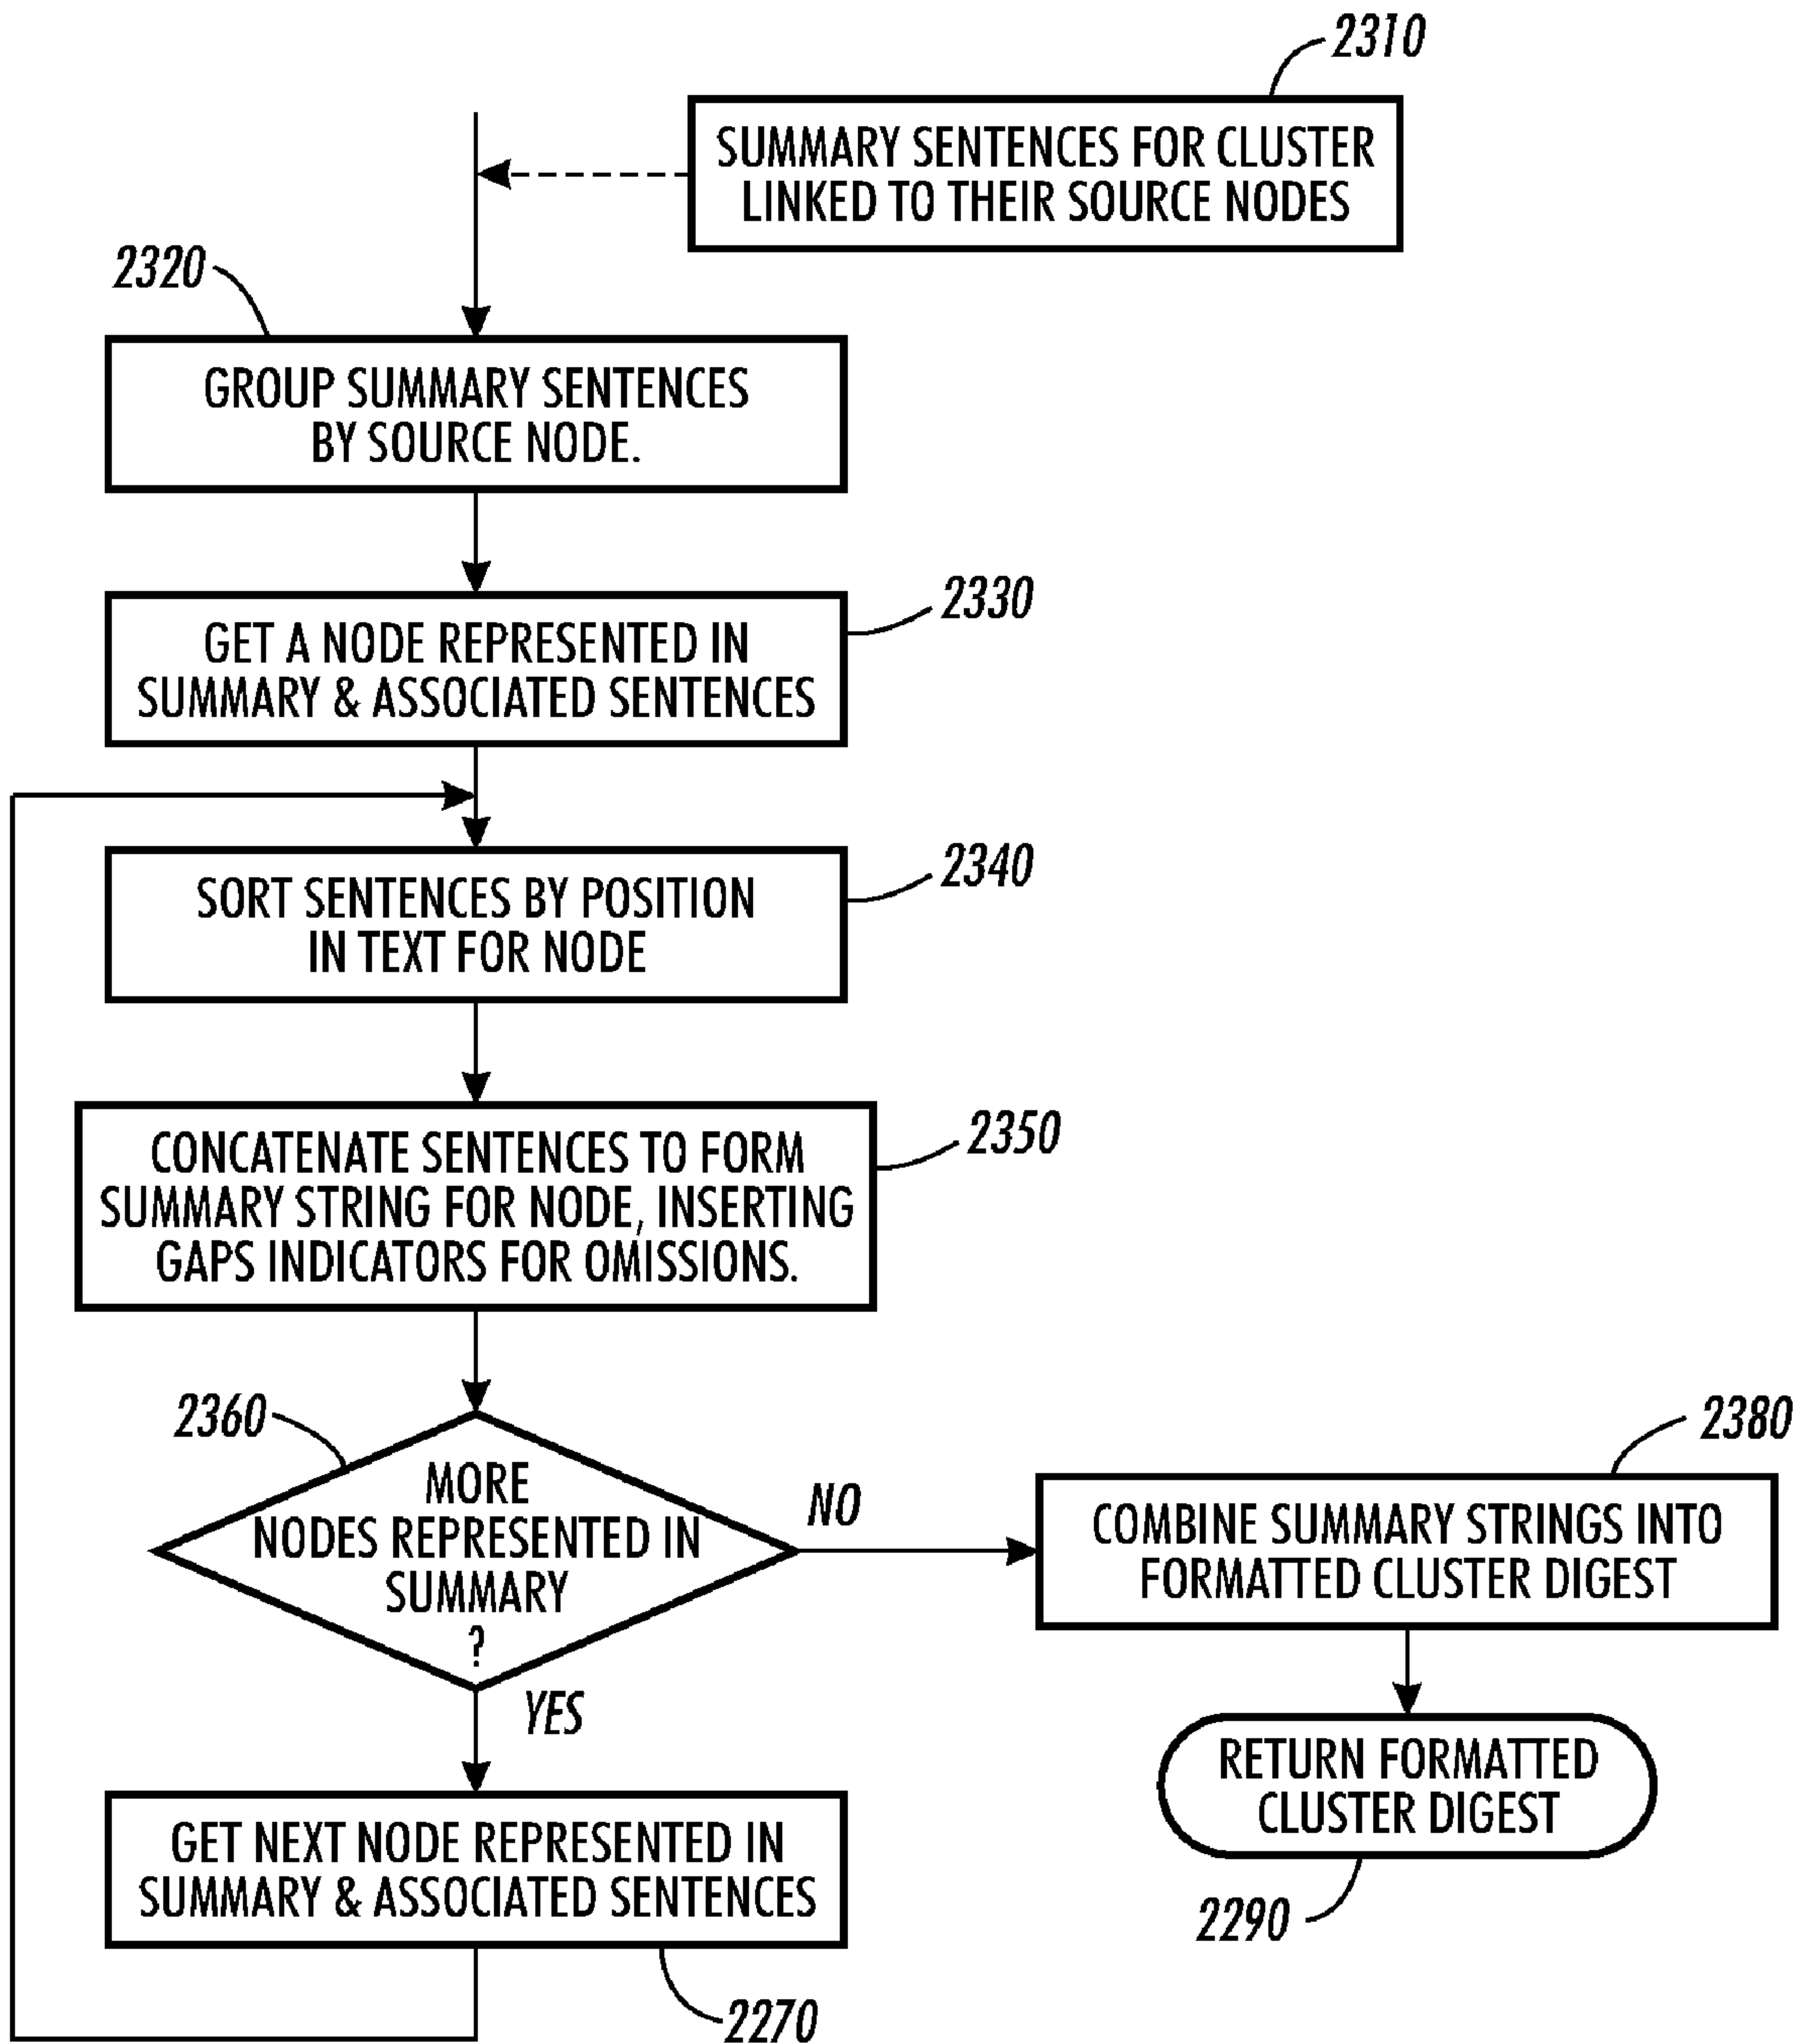 2310
SUMMARY SENTENCES FOR CLUSTER
LINKED TO THEIR SOURCE NODES
2320
GROUP SUMMARY SENTENCES
BY SOURCE NODE.
2330
GET A NODE REPRESENTED IN
SUMMARY & ASSOCIATED SENTENCES
2340
SORT SENTENCES BY POSITION
IN TEXT FOR NODE
2350
CONCATENATE SENTENCES TO FORM
SUMMARY STRING FOR NODE, INSERTING
GAPS INDICATORS FOR OMISSIONS.
2360
MORE
NODES REPRESENTED IN
SUMMARY
?
NO
YES
2380
COMBINE SUMMARY STRINGS INTO
FORMATTED CLUSTER DIGEST
RETURN FORMATTED
CLUSTER DIGEST
2290
GET NEXT NODE REPRESENTED IN
SUMMARY & ASSOCIATED SENTENCES
2270